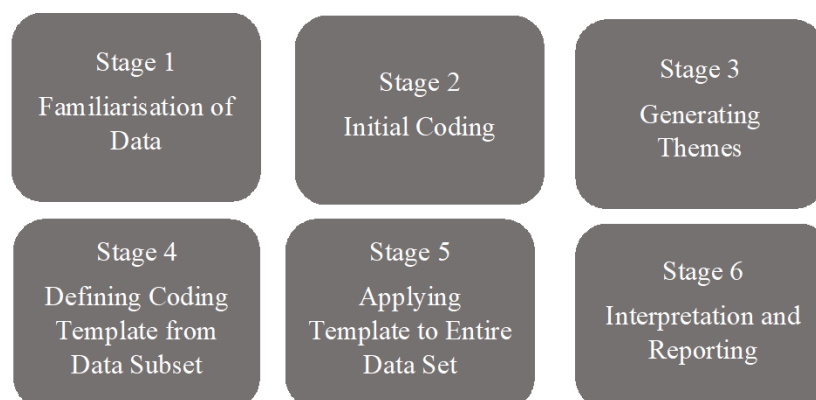 Stage 1
Familiarisation of
Data
Stage 2
Initial Coding
Stage 3
Generating
Themes
Stage 4
Defining Coding
Template from
Data Subset
Stage 5
Applying
Template to Entire
Data Set
Stage 6
Interpretation and
Reporting